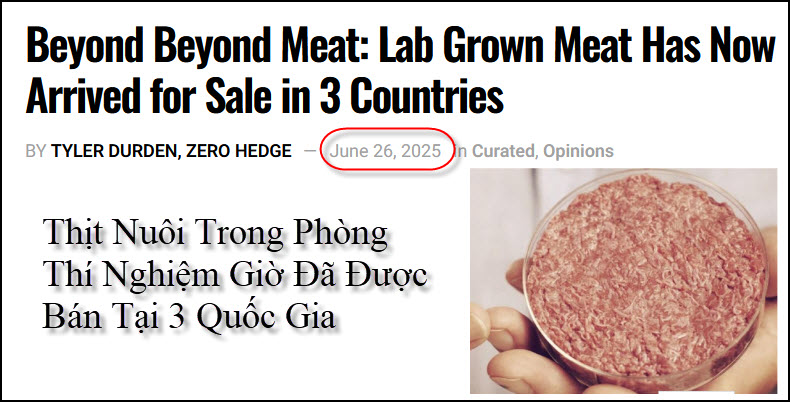 Beyond Beyond Meat: Lab Grown Meat Has Now
Arrived for Sale in 3 Countries
BY TYLER DURDEN, ZERO HEDGE — June 26, 2025 in Curated, Opinions
Thịt Nuôi Trong Phòng
Thí Nghiệm Giờ Đã Được
Bán Tại 3 Quốc Gia